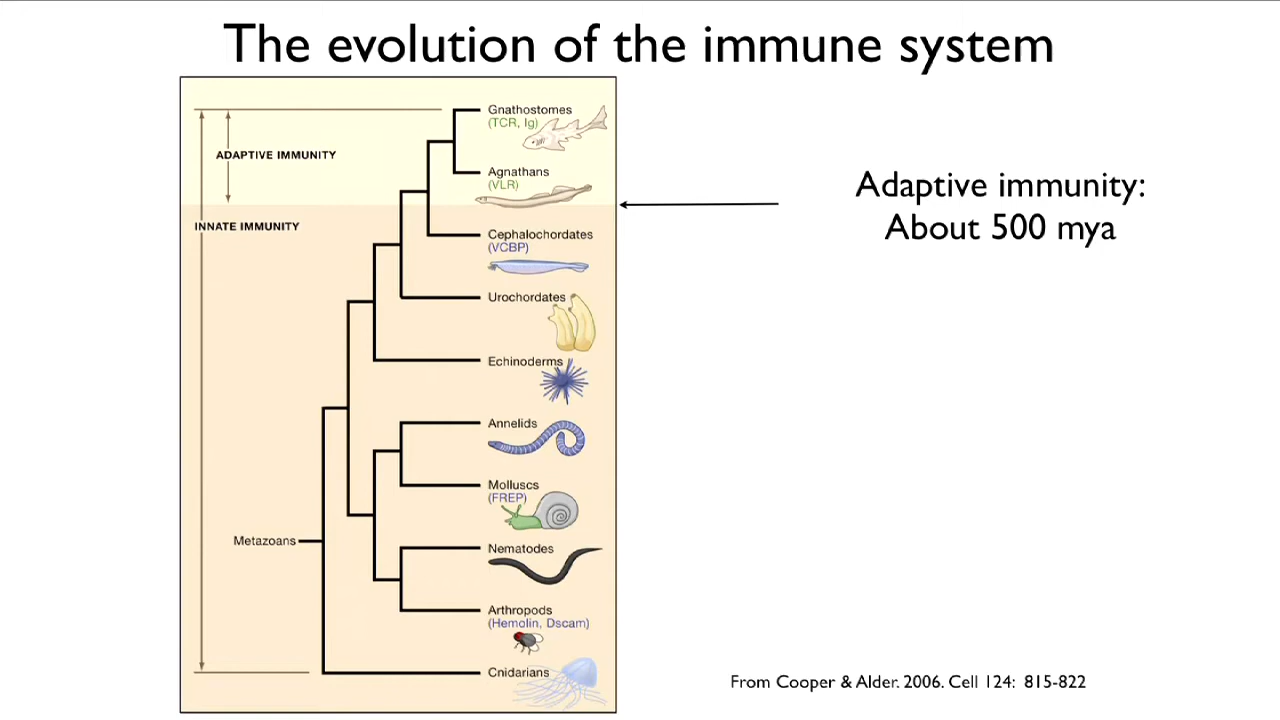 The evolution of the immune system
Gnathostomes
(TCR, Ig)
ADAPTIVE IMMUNITY
Agnathans
(VLR)
INNATE IMMUNITY
Cephalochordates
(VCBP)
Urochordates
Echinoderms
Annelids
Molluscs
(FREP)
Metazoans
Nematodes
Arthropods
(Hemolin, Dscam)
Cnidarians
Adaptive immunity:
About 500 mya
From Cooper & Alder. 2006. Cell 124: 815-822